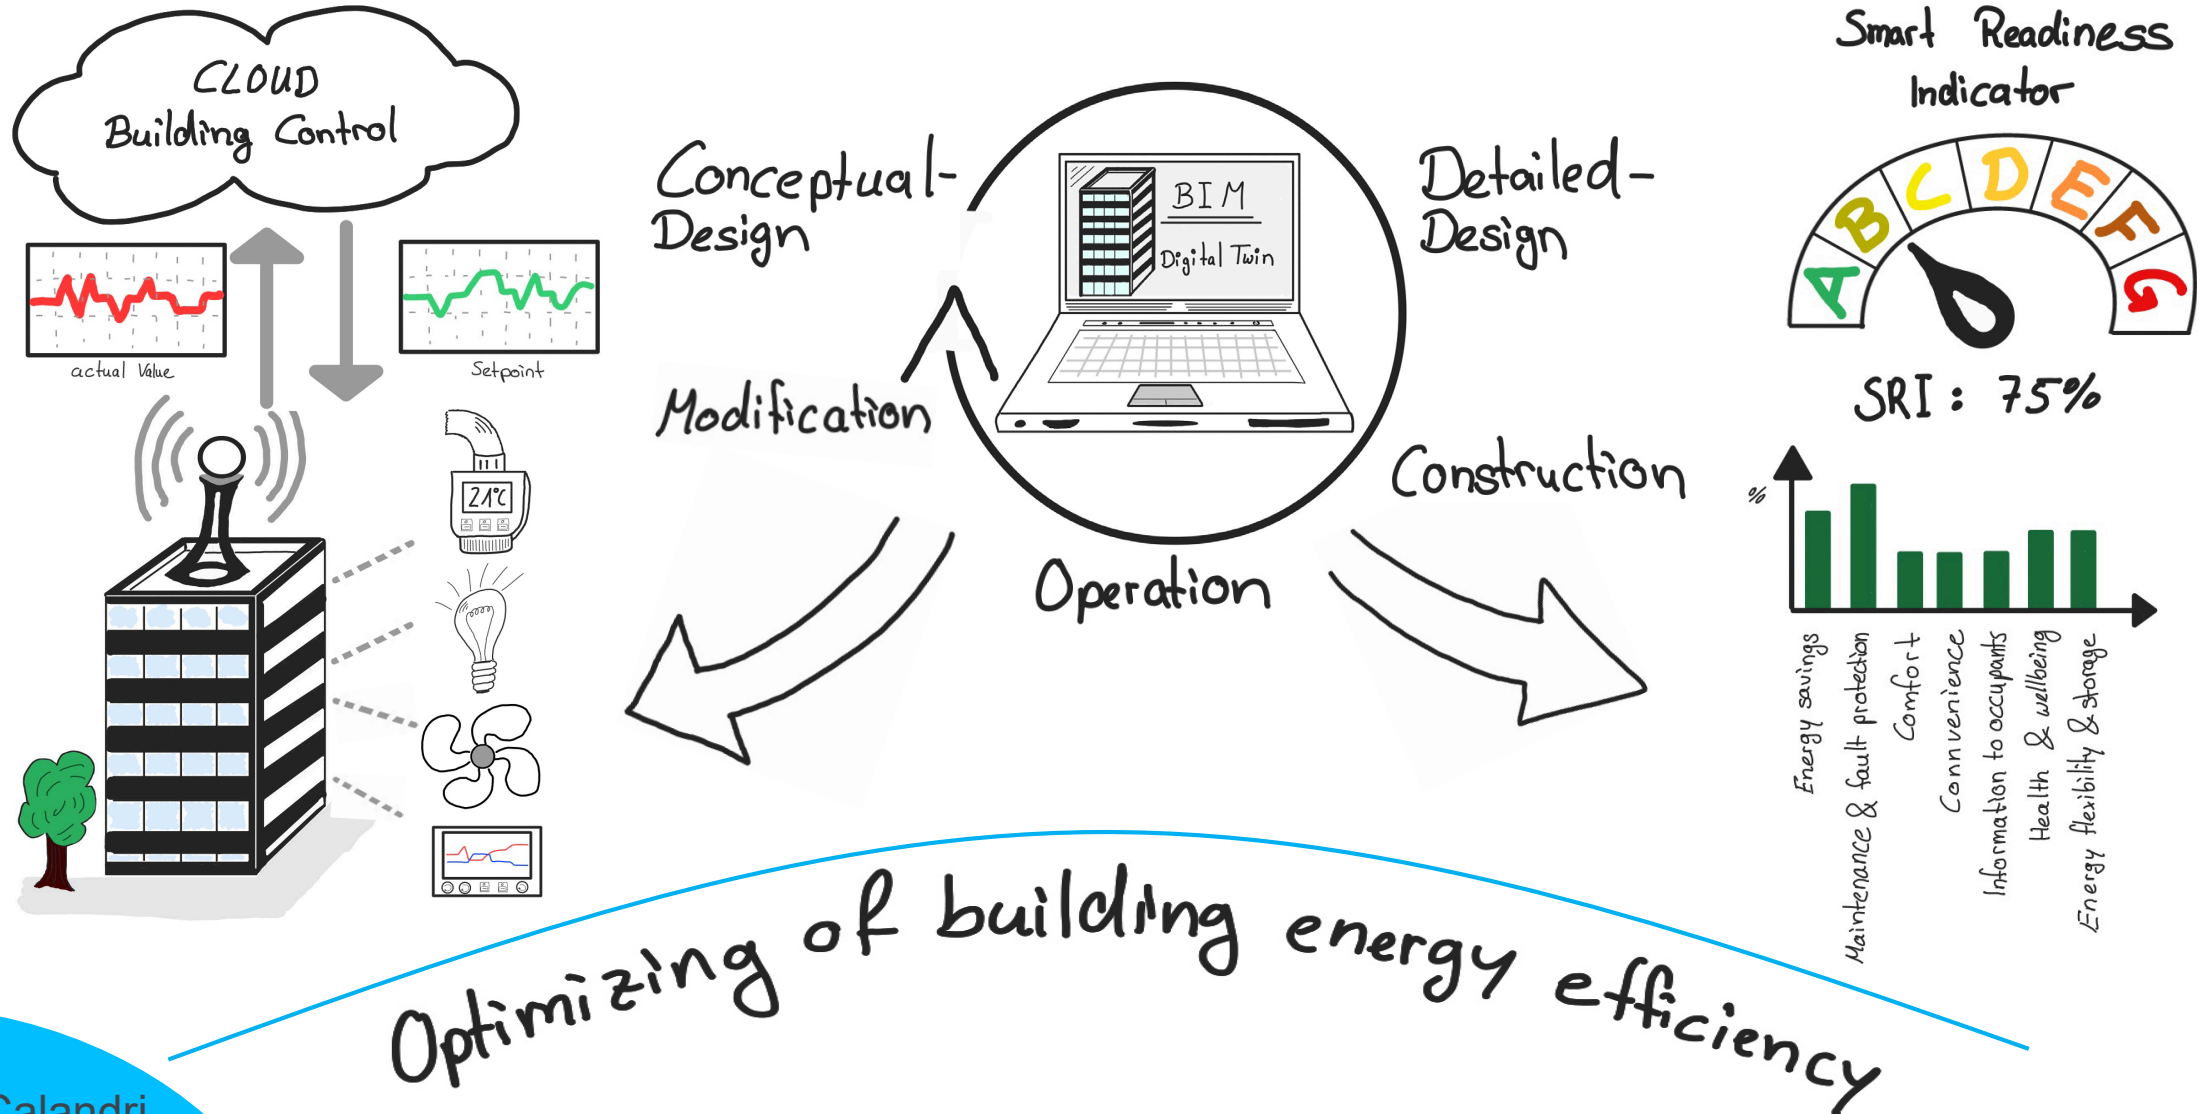 CLOUD
Building Control
actual Value
Setpoint
21°C
Conceptual-
Design
Modification
BIM
Digital Twin
Detailed-
Design
Construction
Operation
Smart Readiness
Indicator
A
B
C
D
E
F
G
SRI: 75%
%
Energy savings
Maintenance & fault protection
Comfort
Connvenience
Information to occupants
Health & wellbeing
Energy flexibility & storage
Optimizing of building energy efficiency
Calandri